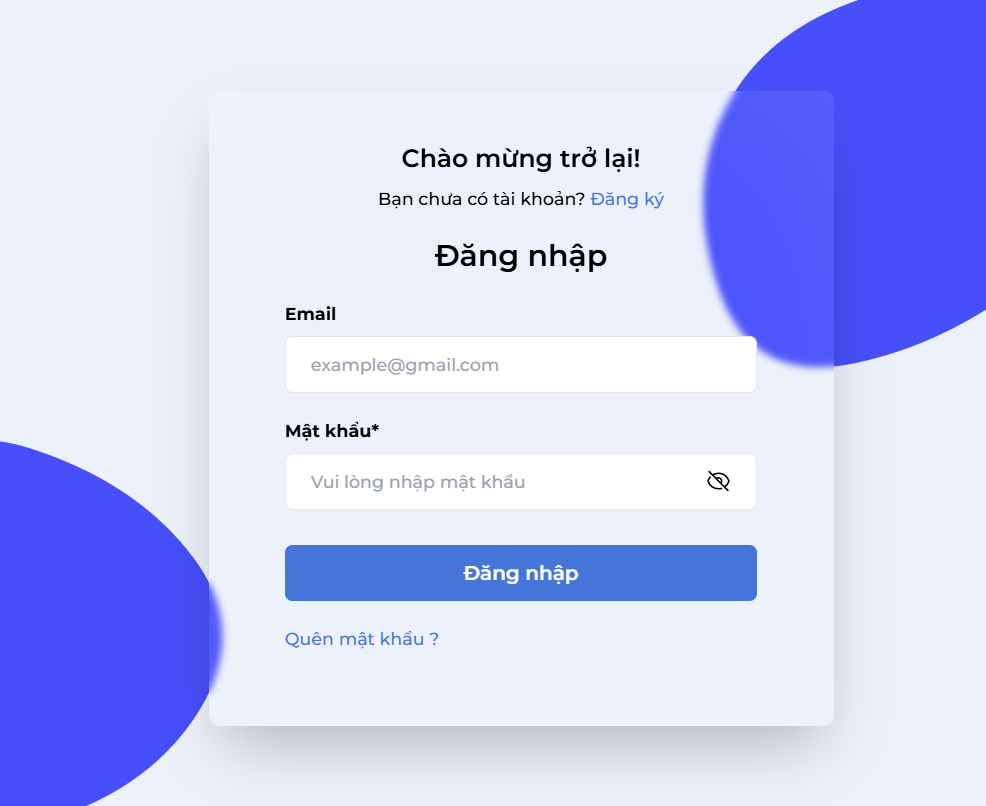 Chào mừng trở lại!
Bạn chưa có tài khoản? Đăng ký
Đăng nhập
Email
example@gmail.com
Mật khẩu*
Vui lòng nhập mật khẩu
Đăng nhập
Quên mật khẩu ?